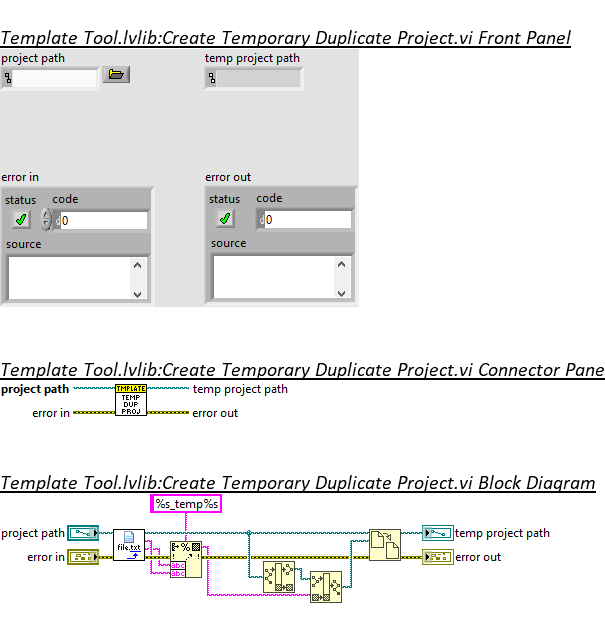 Template Tool.lvlib:Create Temporary Duplicate Project.vi Front Panel
project path
temp project path
error in
error out
status code
status code
0
0
source
source
Template Tool.lvlib:Create Temporary Duplicate Project.vi Connector Pane
project path
TMPLATE
temp project path
TEMP
DUP
PROJ
error in
error out
Template Tool.lvlib:Create Temporary Duplicate Project.vi Block Diagram
%s_temp%s
project path
file.txt
temp project path
error in
abc
abc
error out